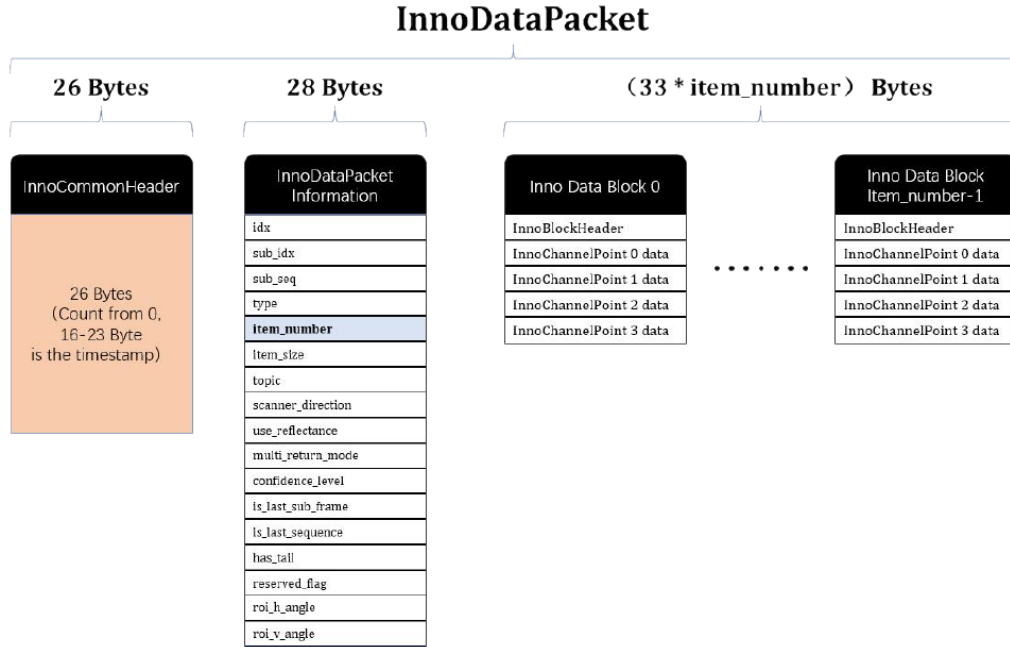 InnoDataPacket
26 Bytes
28 Bytes
（33 * item_number） Bytes
InnoCommonHeader
26 Bytes
（Count from 0,
16-23 Byte
is the timestamp）
InnoDataPacket
Information
idx
sub_idx
sub_seq
type
item_number
item_size
topic
scanner_direction
use_reflectance
multi_return_mode
confidence_level
is_last_sub_frame
is_last_sequence
has_tail
reserved_flag
roi_h_angle
roi_v_angle
Inno Data Block 0
InnoBlockHeader
InnoChannelPoint 0 data
InnoChannelPoint 1 data
InnoChannelPoint 2 data
InnoChannelPoint 3 data
.......
Inno Data Block
Item_number-1
InnoBlockHeader
InnoChannelPoint 0 data
InnoChannelPoint 1 data
InnoChannelPoint 2 data
InnoChannelPoint 3 data